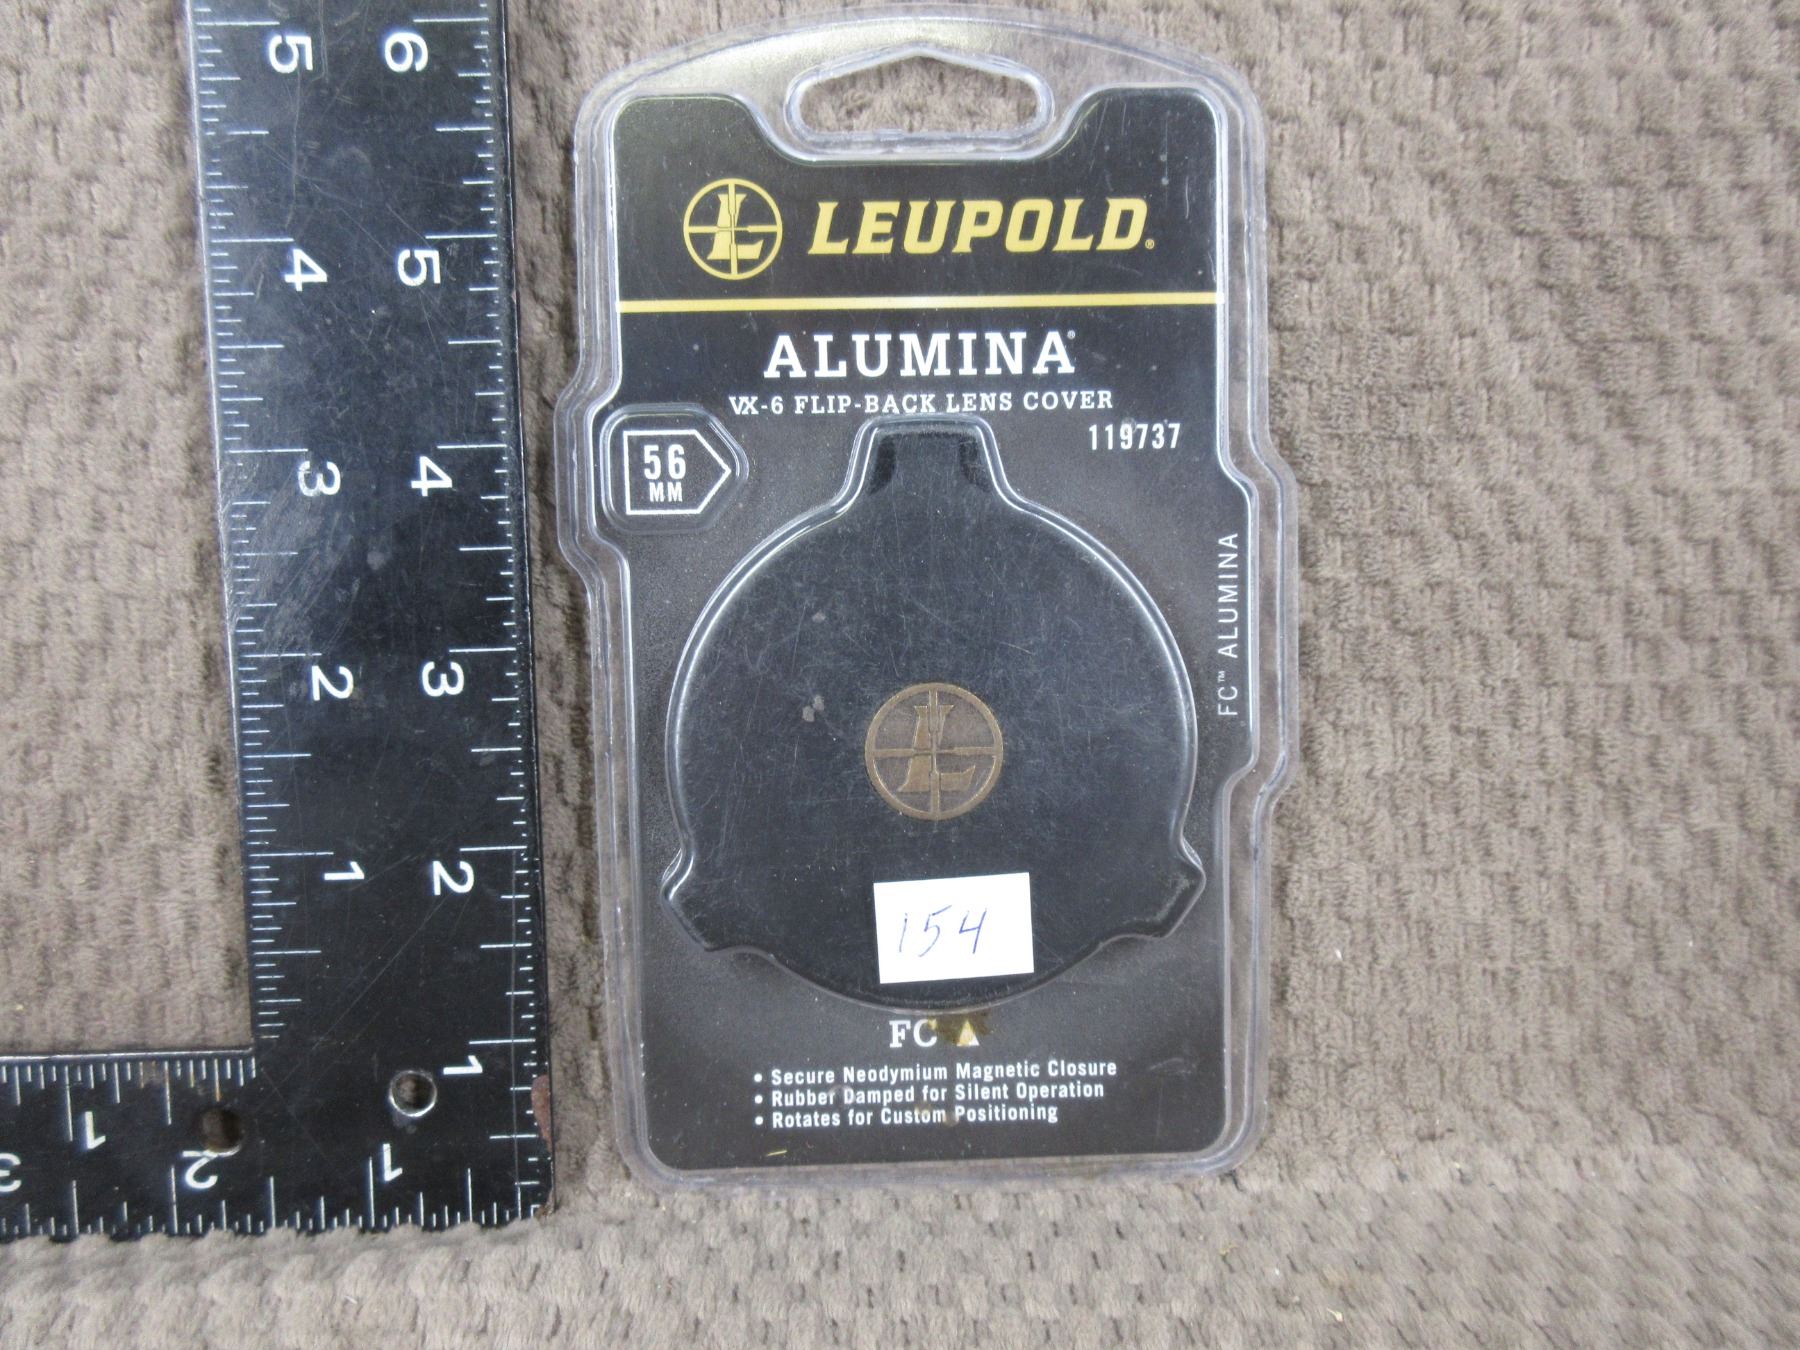 LEUPOLD®
ALUMINA®
VX-6 FLIP-BACK LENS COVER
119737
56
MM
FC™ ALUMINA
154
• Secure Neodymium Magnetic Closure
• Rubber Damped for Silent Operation
• Rotates for Custom Positioning
5 6
4 5
3 4
2 3
1 2
1
1
3 2 1